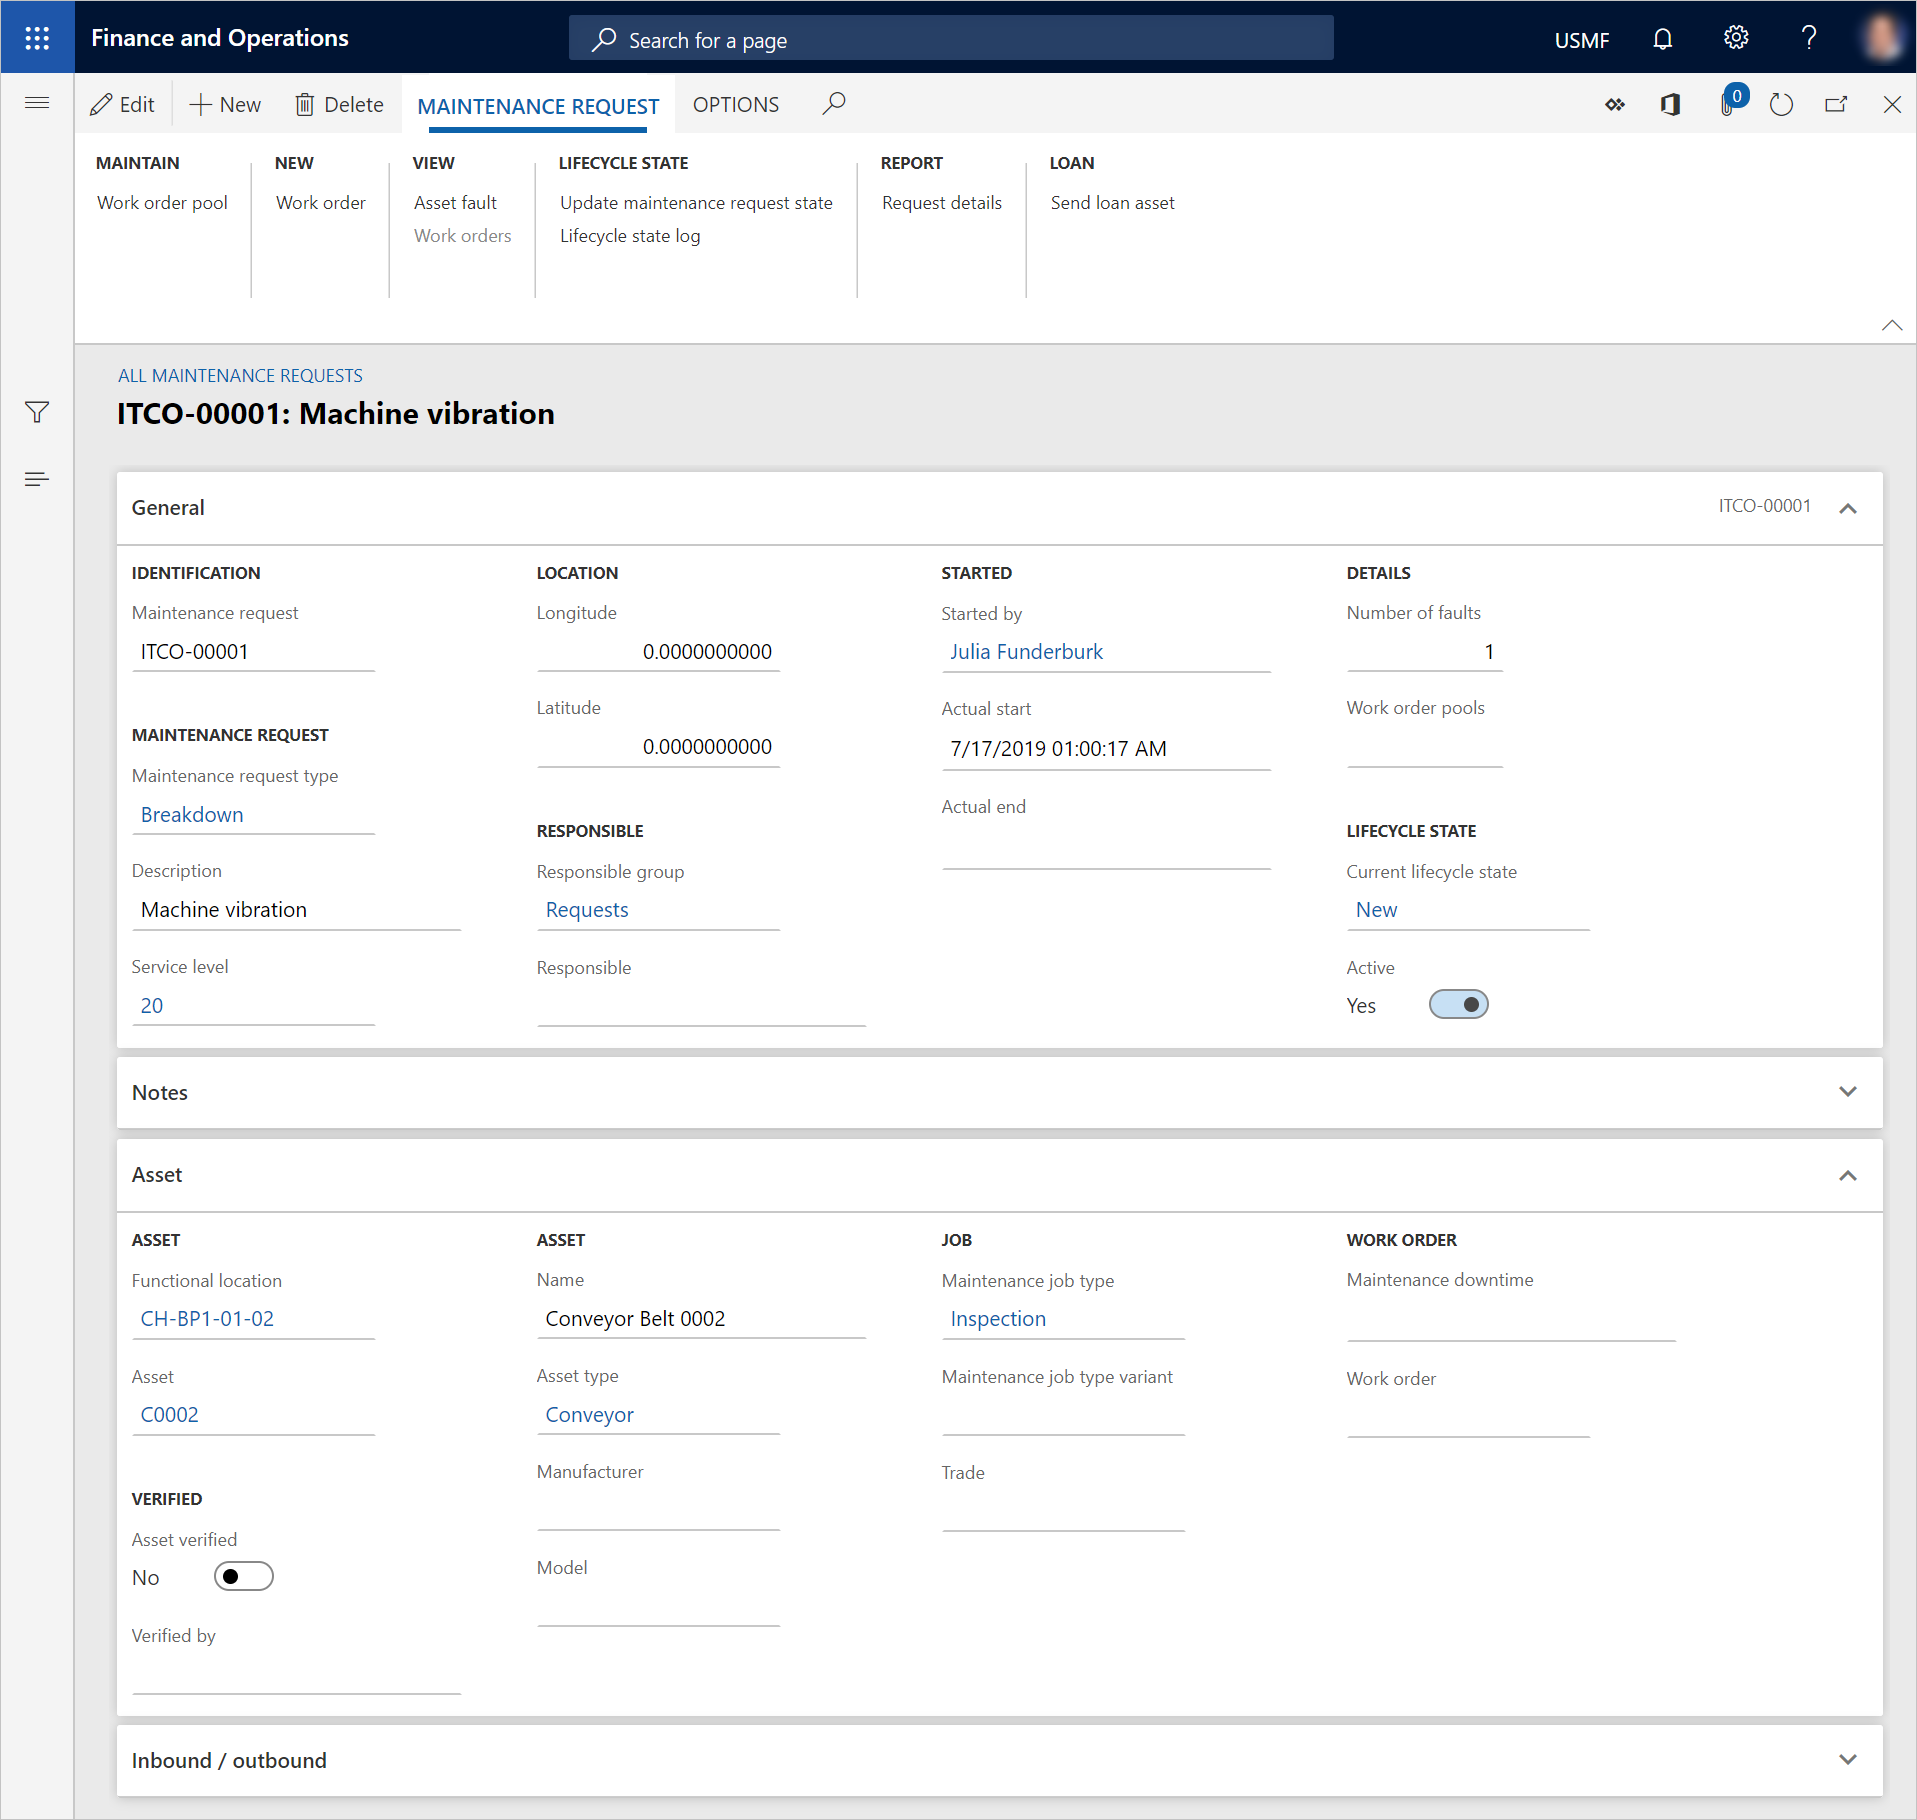 Finance and Operations
Search for a page
USMF
Edit
New
Delete
MAINTENANCE REQUEST
OPTIONS
0
MAINTAIN
Work order pool
NEW
Work order
VIEW
Asset fault
Work orders
LIFECYCLE STATE
Update maintenance request state
Lifecycle state log
REPORT
Request details
LOAN
Send loan asset
ALL MAINTENANCE REQUESTS
ITCO-00001: Machine vibration
General
ITCO-00001
IDENTIFICATION
Maintenance request
ITCO-00001
MAINTENANCE REQUEST
Maintenance request type
Breakdown
Description
Machine vibration
Service level
20
LOCATION
Longitude
0.0000000000
Latitude
0.0000000000
RESPONSIBLE
Responsible group
Requests
Responsible
STARTED
Started by
Julia Funderburk
Actual start
7/17/2019 01:00:17 AM
Actual end
DETAILS
Number of faults
1
Work order pools
LIFECYCLE STATE
Current lifecycle state
New
Active
Yes
Notes
Asset
ASSET
Functional location
CH-BP1-01-02
Asset
C0002
VERIFIED
Asset verified
No
Verified by
ASSET
Name
Conveyor Belt 0002
Asset type
Conveyor
Manufacturer
Model
JOB
Maintenance job type
Inspection
Maintenance job type variant
Trade
WORK ORDER
Maintenance downtime
Work order
Inbound / outbound